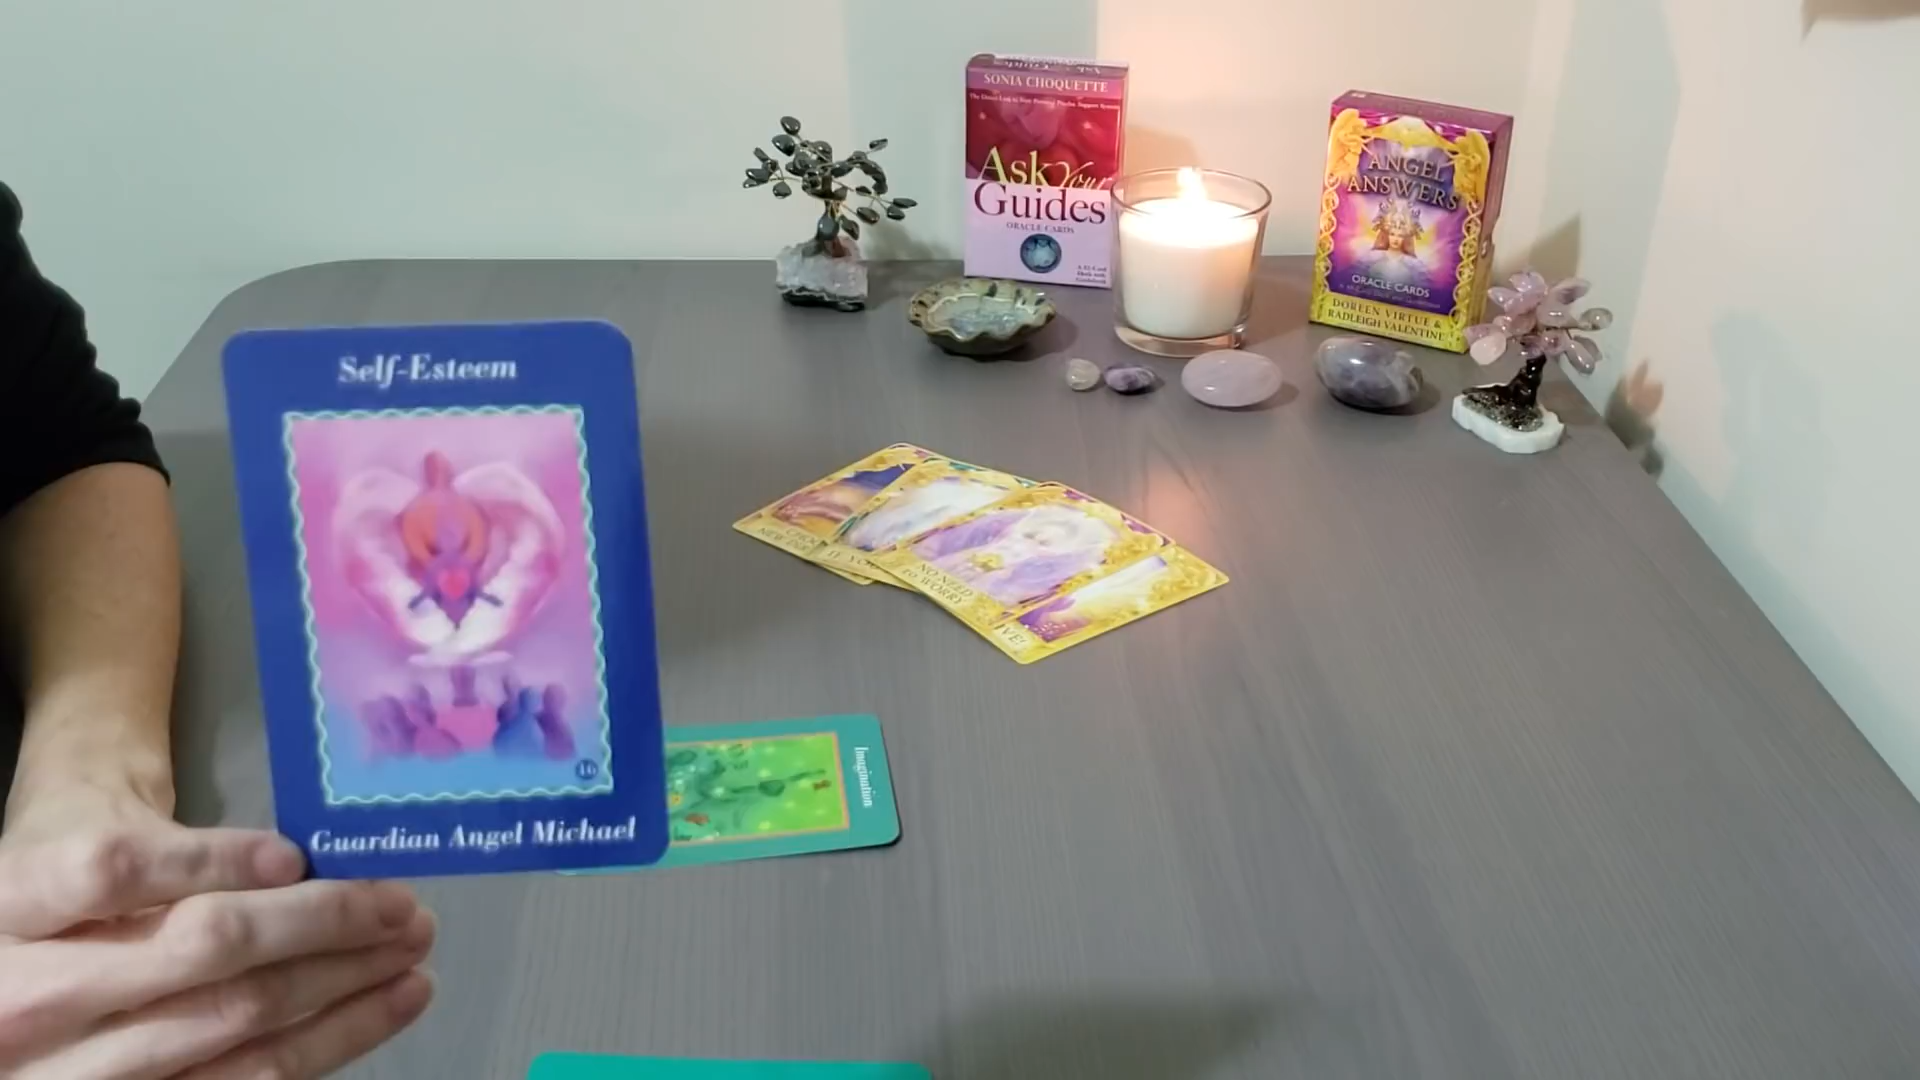 SONIA CHOQUETTE
Ask Your
Guides
ORACLE CARDS
ANGEL
ANSWERS
ORACLE CARDS
DOREEN VIRTUE &
RADLEIGH VALENTINE
Self-Esteem
46
Guardian Angel Michael
NO NEED
TO WORRY
Imagination